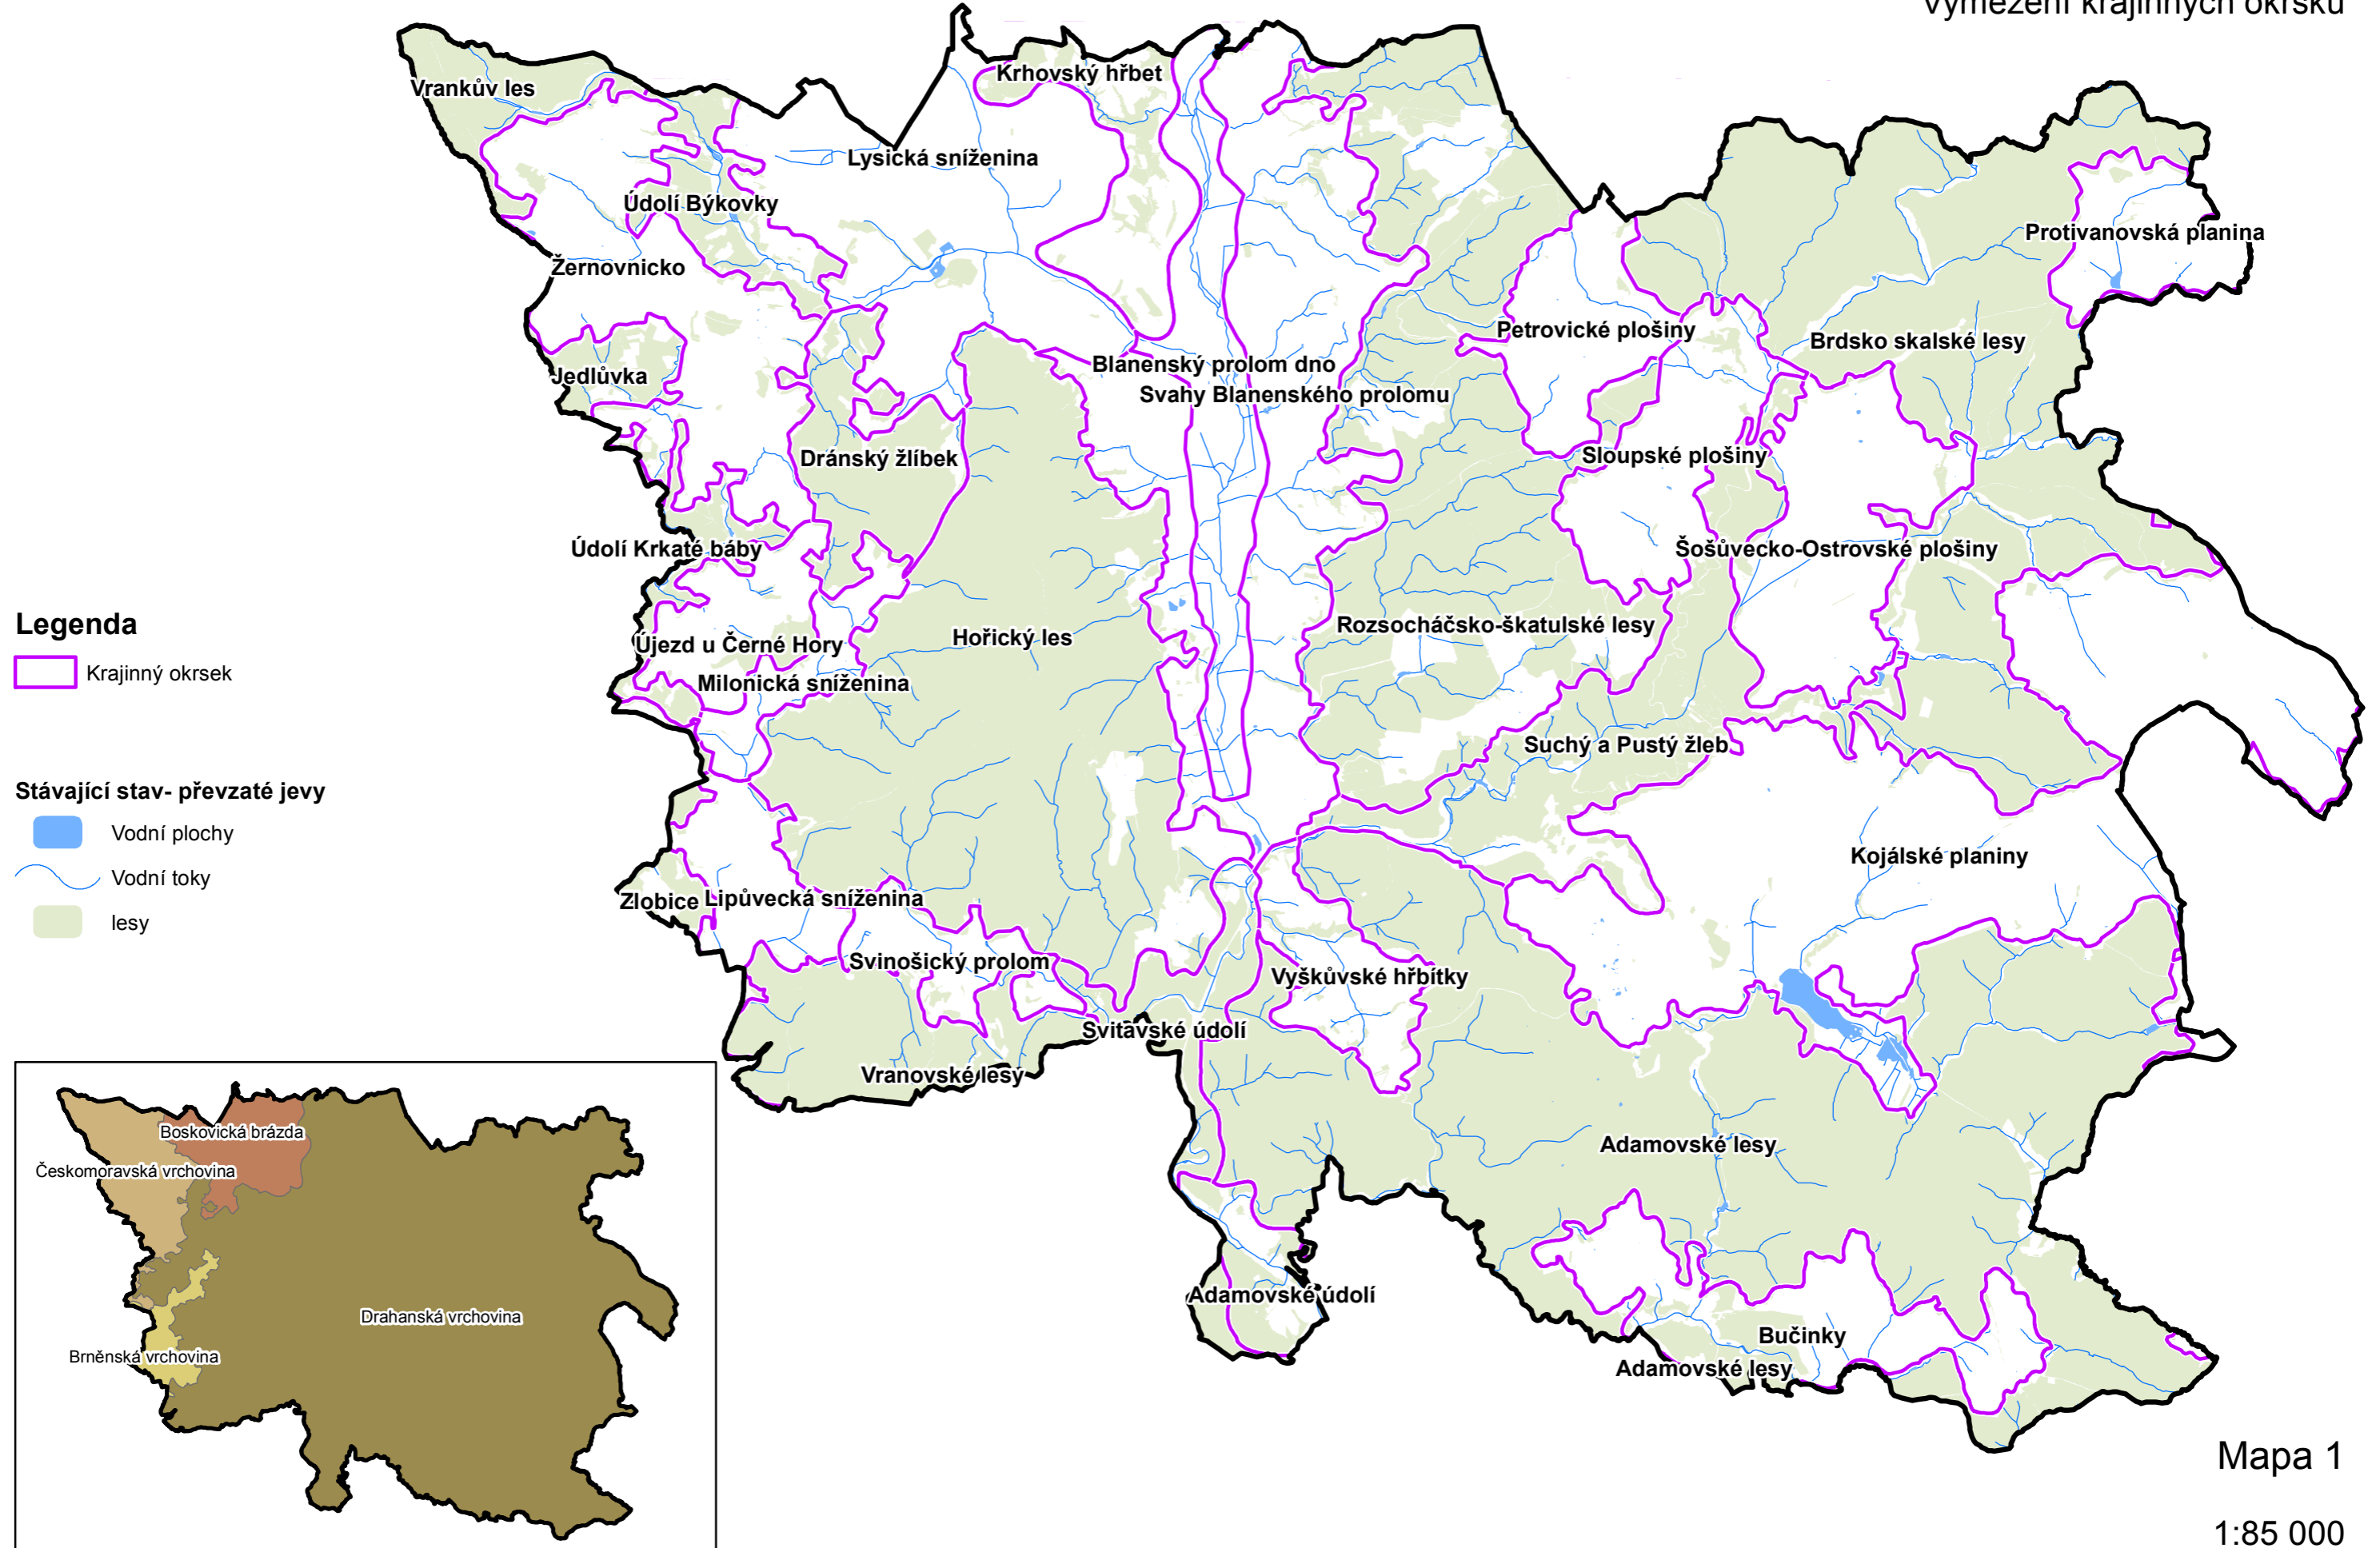 Vymezení krajinných okrsků
Vrankův les
Krhovský hřbet
Lysická sníženina
Údolí Býkovky
Protivanovská planina
Žernovnicko
Petrovické plošiny
Brdsko skalské lesy
Blanenský prolom dno
Jedlůvka
Svahy Blanenského prolomu
Dránský žlíbek
Sloupské plošiny
Údolí Krkaté báby
Šošůvecko-Ostrovské plošiny
Legenda
Krajinný okrsek
Rozsocháčsko-škatulské lesy
Hořický les
Újezd u Černé Hory
Milonická sníženina
Suchý a Pustý žleb
Stávající stav- převzaté jevy
Vodní plochy
Vodní toky
lesy
Kojálské planiny
Zlobice
Lipůvecká sníženina
Svinošický prolom
Vyškůvské hřbítky
Svitavské údolí
Vranovské lesy
Adamovské lesy
Adamovské údolí
Bučinky
Adamovské lesy
Boskovická brázda
Českomoravská vrchovina
Drahanská vrchovina
Brněnská vrchovina
Mapa 1
1:85 000